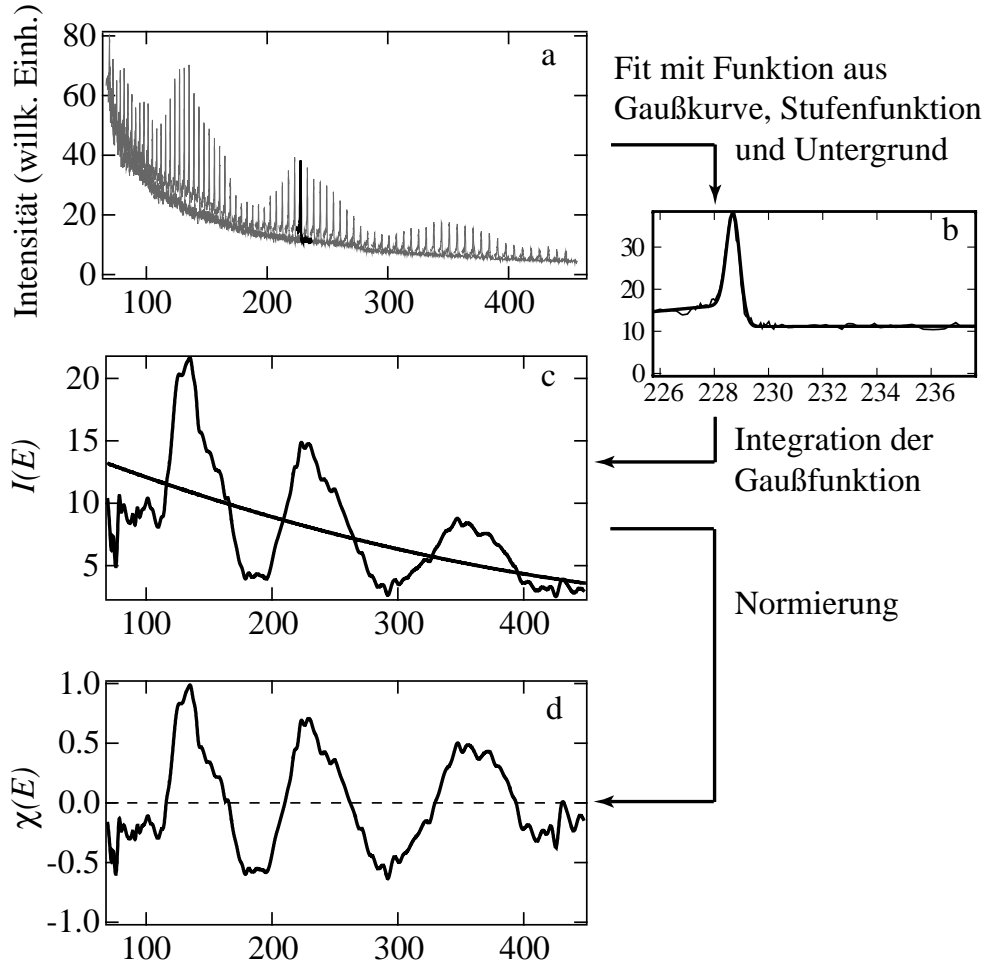 Intensität (willk. Einh.)
80
60
40
20
0
a
100 200 300 400
Fit mit Funktion aus
Gaußkurve, Stufenfunktion
und Untergrund
b
30
20
10
0
226 228 230 232 234 236
I(E)
20
15
10
5
c
100 200 300 400
Integration der
Gaußfunktion
Normierung
χ(E)
1.0
0.5
0.0
-0.5
-1.0
d
100 200 300 400